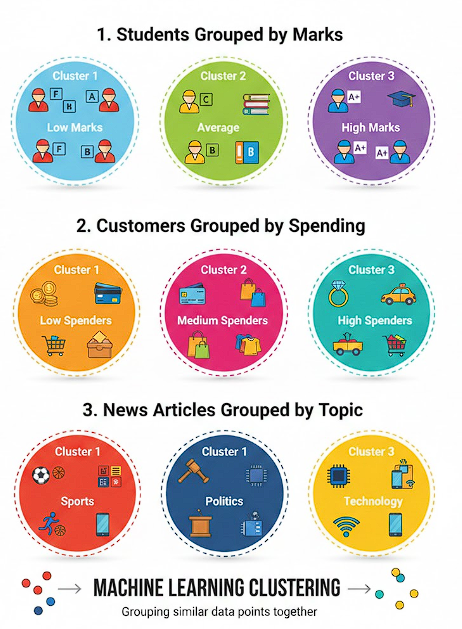 1. Students Grouped by Marks
Cluster 1
F
H
A
Low Marks
F
B
Cluster 2
C
Average
B
B
Cluster 3
A+
High Marks
A+
A+
2. Customers Grouped by Spending
Cluster 1
Low Spenders
Cluster 2
Medium Spenders
Cluster 3
High Spenders
3. News Articles Grouped by Topic
Cluster 1
Sports
Cluster 1
Politics
Cluster 3
Technology
MACHINE LEARNING CLUSTERING
Grouping similar data points together